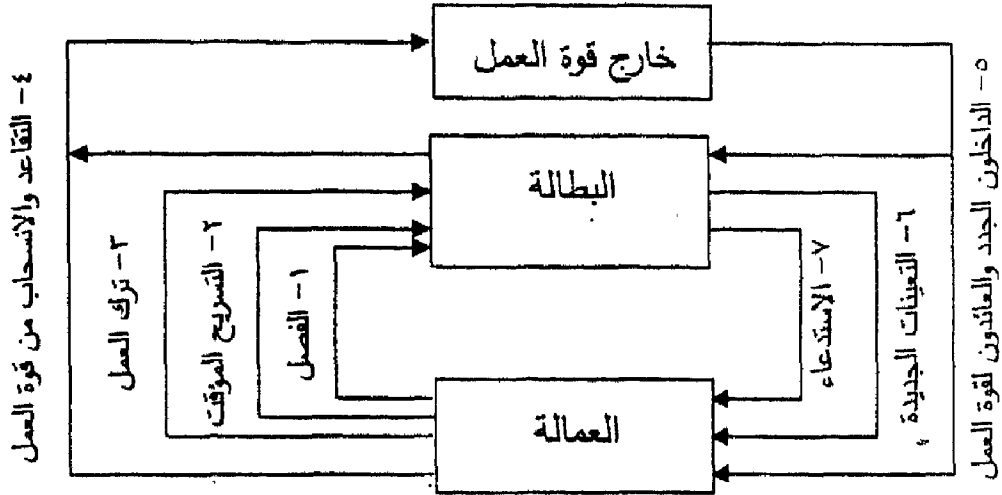 خارج قوة العمل
البطالة
العمالة
١- الفصل
٢- التسريح المؤقت
٣- ترك العمل
٤- التقاعد والانسحاب من قوة العمل
٥- الداخلون الجدد والعائدون لقوة العمل
٦- التعينات الجديدة
٧- الاستدعاء